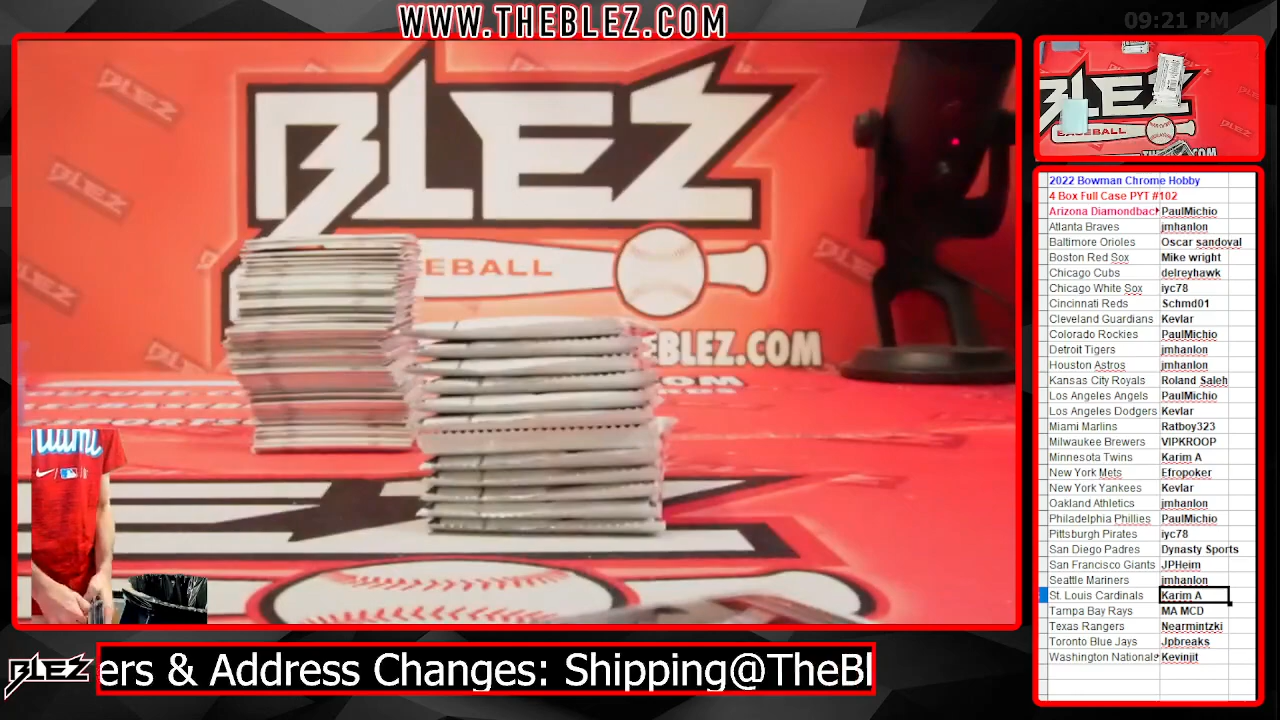 WWW.THEBLEZ.COM
09:21 PM
BLEZ
BLEZ
BLEZ
EBALL
BLEZ.COM
BLEZ
BASEBALL
.COM
2022 Bowman Chrome Hobby
4 Box Full Case PYT #102
Arizona Diamondback PaulMichio
Atlanta Braves jmhanlon
Baltimore Orioles Oscar sandoval
Boston Red Sox Mike wright
Chicago Cubs delreyhawk
Chicago White Sox iyc78
Cincinnati Reds Schmd01
Cleveland Guardians Kevlar
Colorado Rockies PaulMichio
Detroit Tigers jmhanlon
Houston Astros jmhanlon
Kansas City Royals Roland Saleh
Los Angeles Angels PaulMichio
Los Angeles Dodgers Kevlar
Miami Marlins Ratboy323
Milwaukee Brewers VIPKROOP
Minnesota Twins Karim A
New York Mets Efropoker
New York Yankees Kevlar
Oakland Athletics jmhanlon
Philadelphia Phillies PaulMichio
Pittsburgh Pirates iyc78
San Diego Padres Dynasty Sports
San Francisco Giants JPHeim
Seattle Mariners jmhanlon
St. Louis Cardinals Karim A
Tampa Bay Rays MA MCD
Texas Rangers Nearmintzki
Toronto Blue Jays Jpbreaks
Washington Nationals Kevinjit
BLEZ
ers & Address Changes: Shipping@TheBl